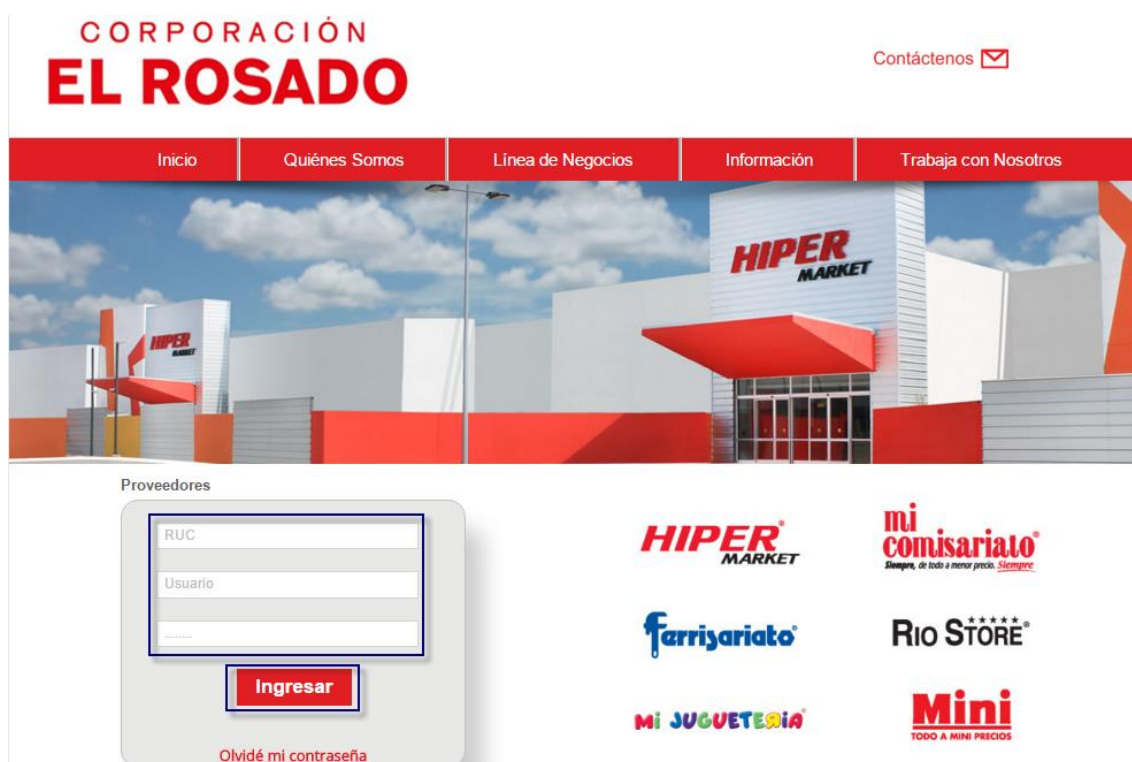 CORPORACIÓN
EL ROSADO
Contáctenos
Inicio
Quiénes Somos
Línea de Negocios
Información
Trabaja con Nosotros
HIPER
MARKET
HIPER
MARKET
Proveedores
RUC
Usuario
........
Ingresar
Olvidé mi contraseña
HIPER
MARKET
mi
comisariato
Siempre, de todo a menor precio. Siempre
Ferrisariato
RIO STORE
Mi JUGUETERiA
Mini
TODO A MINI PRECIOS